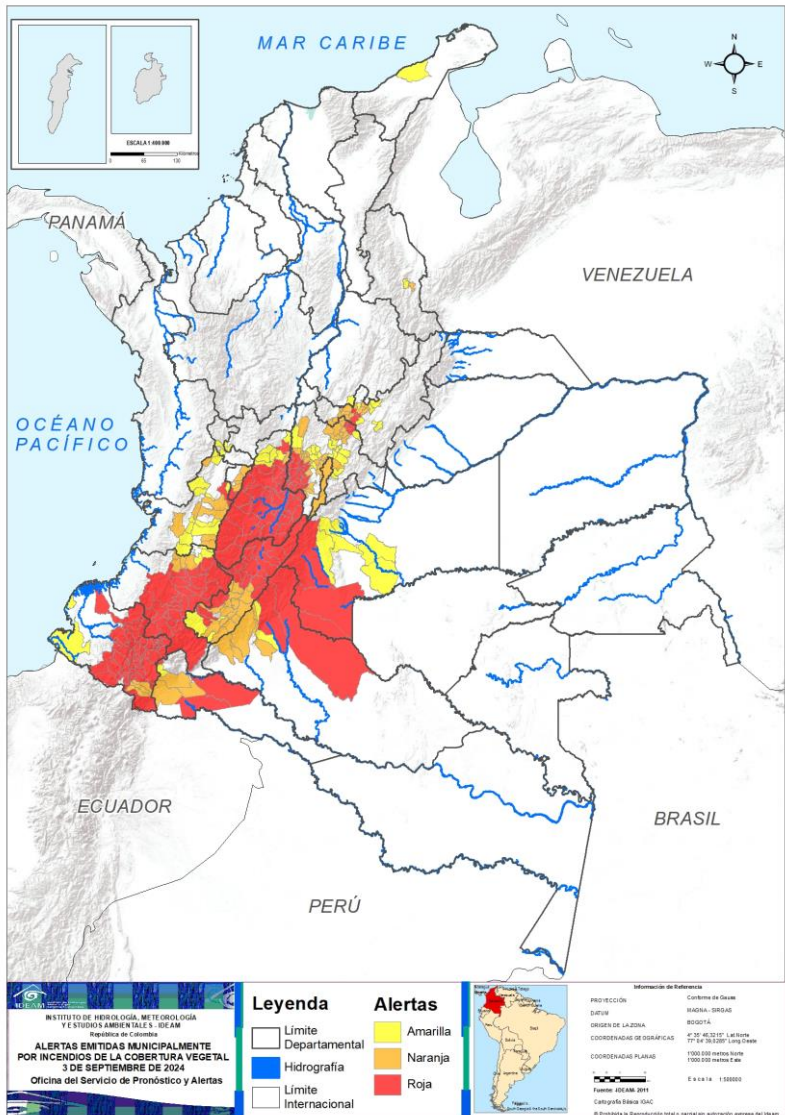 MAR CARIBE
N
W
E
S
ESCALA 1:400.000
PANAMÁ
VENEZUELA
OCÉANO
PACÍFICO
ECUADOR
BRASIL
PERÚ
IDEAM
INSTITUTO DE HIDROLOGÍA, METEOROLOGÍA
Y ESTUDIOS AMBIENTALES - IDEAM
República de Colombia
ALERTAS EMITIDAS MUNICIPALMENTE
POR INCENDIOS DE LA COBERTURA VEGETAL
3 DE SEPTIEMBRE DE 2024
Oficina del Servicio de Pronóstico y Alertas
Leyenda
Límite
Departamental
Hidrografía
Límite
Internacional
Alertas
Amarilla
Naranja
Roja
Información de Referencia
PROYECCIÓN Conforme de Gauss
DATUM MAGNA - SIRGAS
ORIGEN DE LA ZONA BOGOTÁ
COORDENADAS GEOGRÁFICAS
COORDENADAS PLANAS 1'000.000 metros Norte
1'000.000 metros Este
Escala
Fuente: IDEAM 2011
Cartografía Básica IGAC